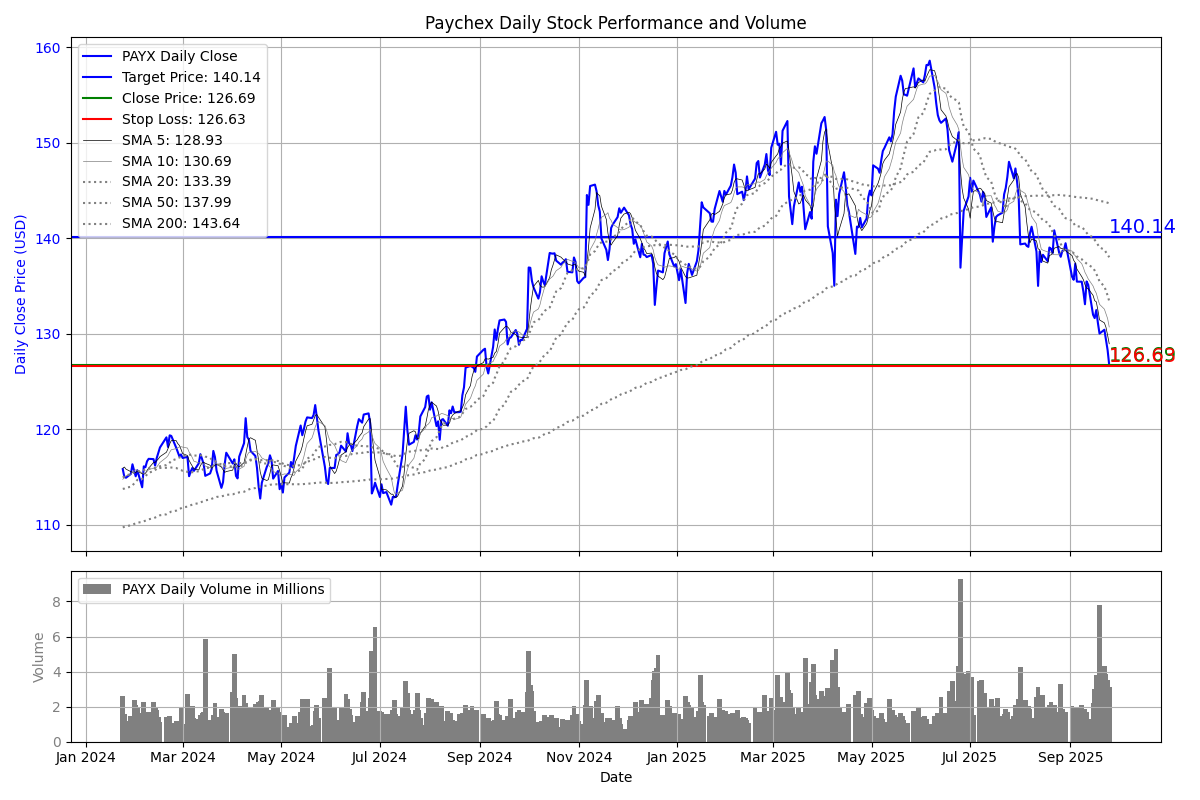 Paychex Daily Stock Performance and Volume
160
150
140
130
120
110
Daily Close Price (USD)
PAYX Daily Close
Target Price: 140.14
Close Price: 126.69
Stop Loss: 126.63
SMA 5: 128.93
SMA 10: 130.69
SMA 20: 133.39
SMA 50: 137.99
SMA 200: 143.64
140.14
126.69
126.63
PAYX Daily Volume in Millions
8
6
4
2
0
Volume
Jan 2024 Mar 2024 May 2024 Jul 2024 Sep 2024 Nov 2024 Jan 2025 Mar 2025 May 2025 Jul 2025 Sep 2025
Date